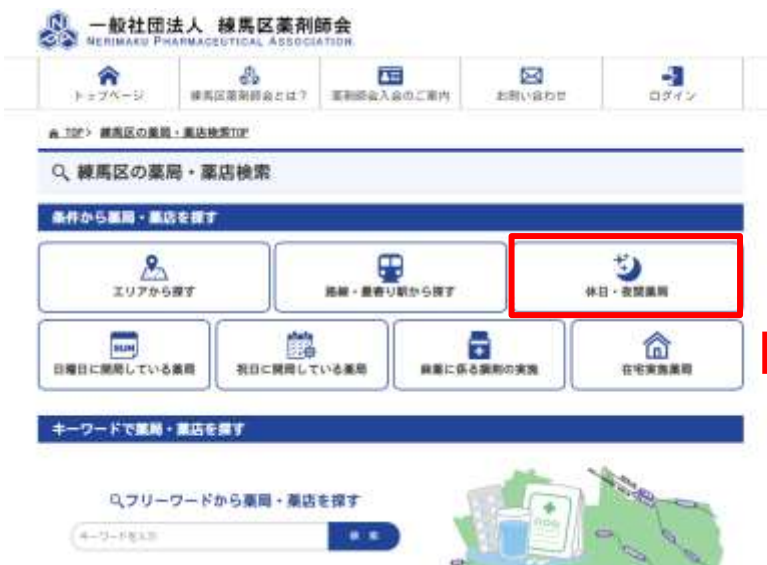 一般社団法人 練馬区薬剤師会
NERIMAKU PHARMACEUTICAL ASSOCIATION
トップページ
練馬区薬剤師会とは?
薬剤師会入会のご案内
お問い合わせ
ログイン
TOP> 練馬区の薬局・薬店検索TOP
練馬区の薬局・薬店検索
条件から薬局・薬店を探す
エリアから探す
路線・最寄り駅から探す
休日・夜間薬局
SUN
日曜日に開局している薬局
祝日に開局している薬局
麻薬に係る調剤の実施
在宅実施薬局
キーワードで薬局・薬店を探す
フリーワードから薬局・薬店を探す
キーワードを入力
検 索